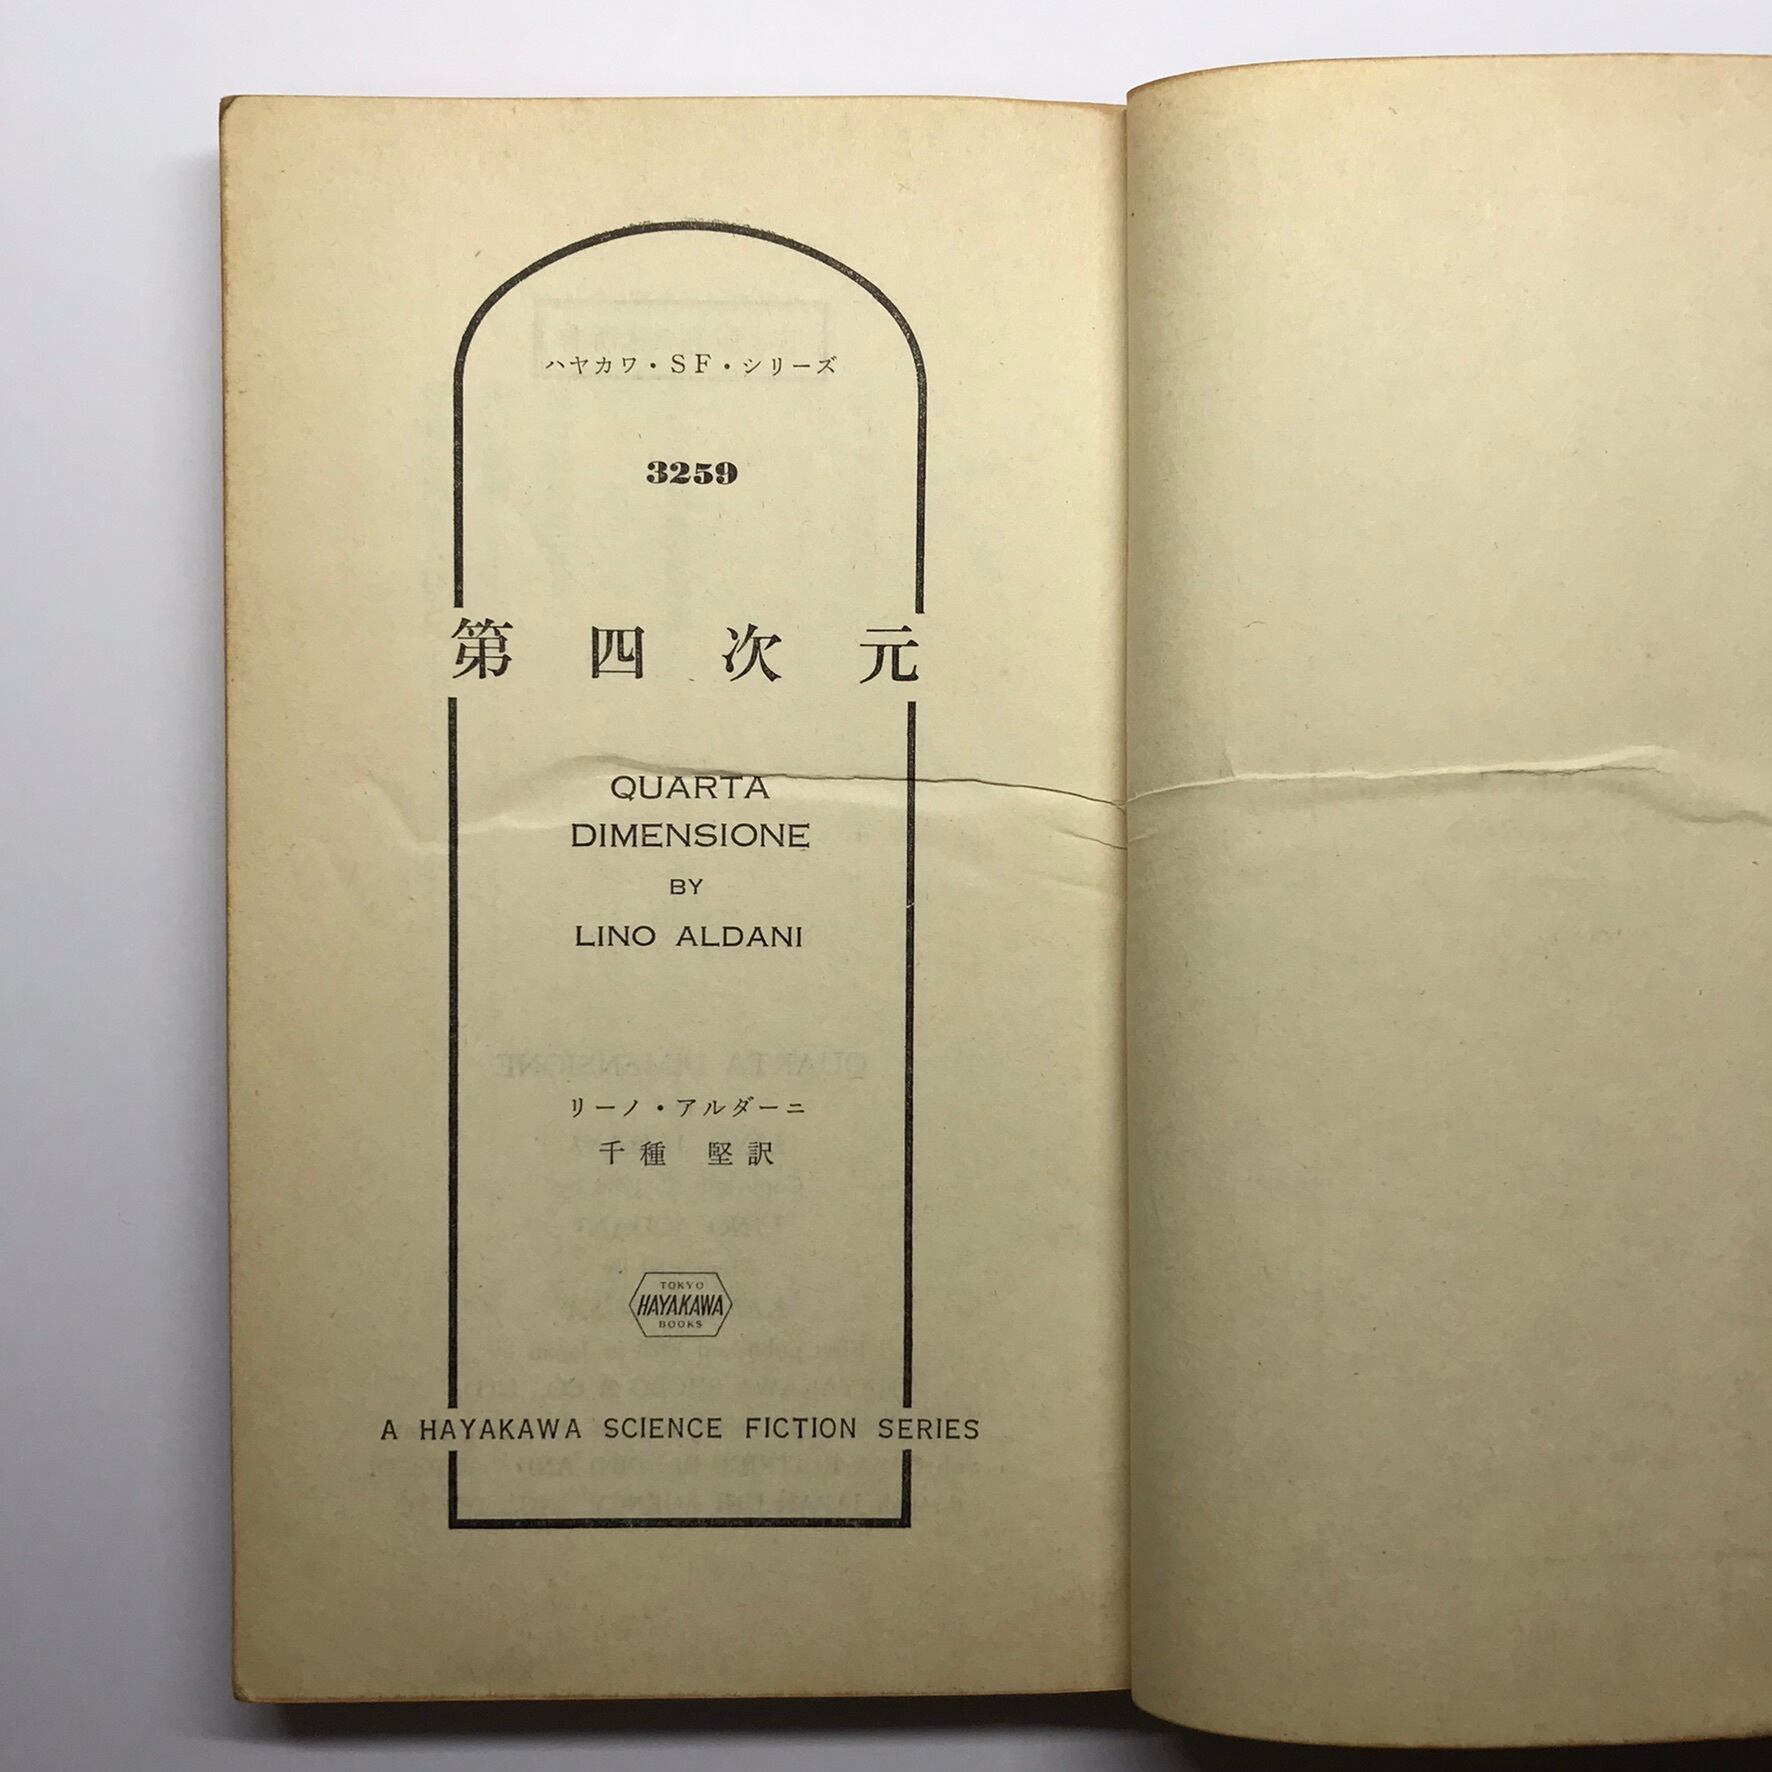 ハヤカワ・SF・シリーズ
3259
第四次元
QUARTA
DIMENSIONE
BY
LINO ALDANI
リーノ・アルダーニ
千種 堅訳
TOKYO
HAYAKAWA
BOOKS
A HAYAKAWA SCIENCE FICTION SERIES